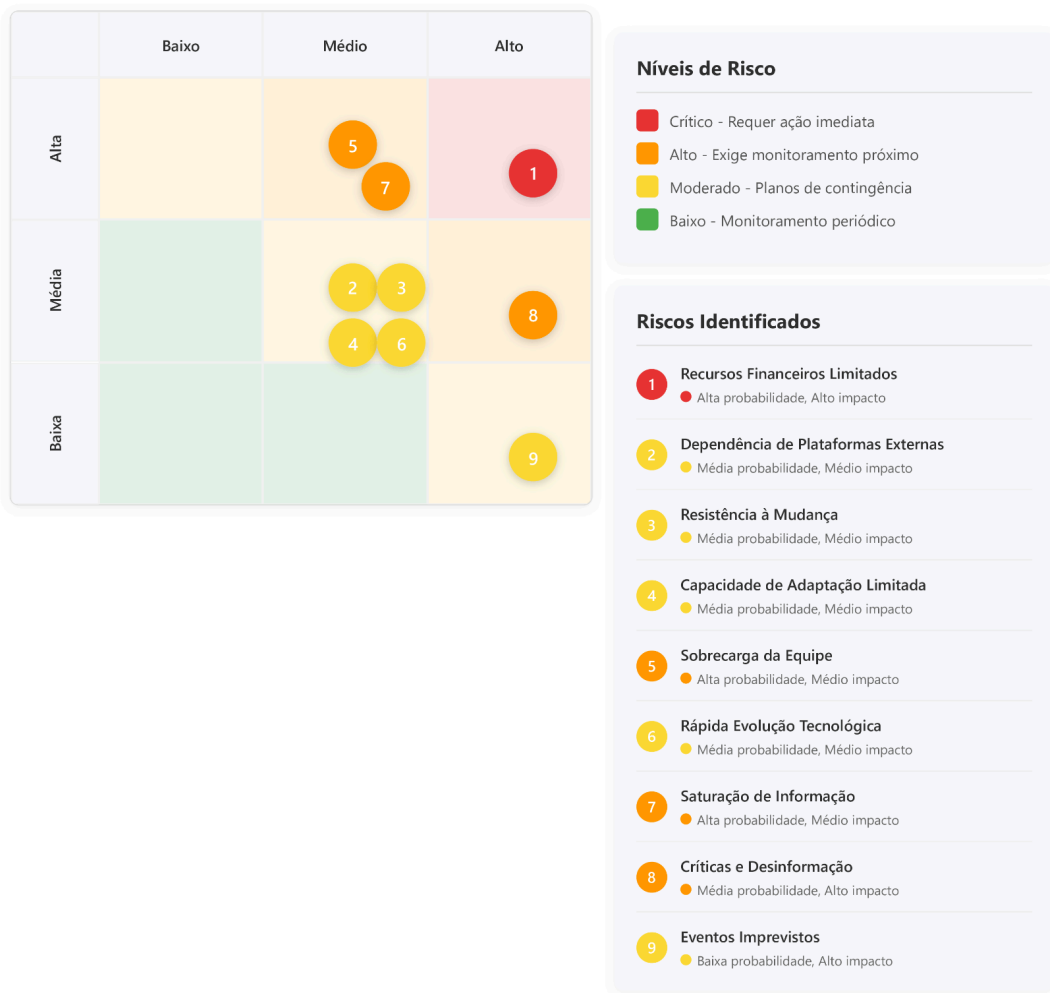 Baixo Médio Alto
Alta
5
7
1
Média
2 3
8
4 6
Baixa
9
Níveis de Risco
Crítico - Requer ação imediata
Alto - Exige monitoramento próximo
Moderado - Planos de contingência
Baixo - Monitoramento periódico
Riscos Identificados
1
Recursos Financeiros Limitados
Alta probabilidade, Alto impacto
2
Dependência de Plataformas Externas
Média probabilidade, Médio impacto
3
Resistência à Mudança
Média probabilidade, Médio impacto
4
Capacidade de Adaptação Limitada
Média probabilidade, Médio impacto
5
Sobrecarga da Equipe
Alta probabilidade, Médio impacto
6
Rápida Evolução Tecnológica
Média probabilidade, Médio impacto
7
Saturação de Informação
Alta probabilidade, Médio impacto
8
Críticas e Desinformação
Média probabilidade, Alto impacto
9
Eventos Imprevistos
Baixa probabilidade, Alto impacto